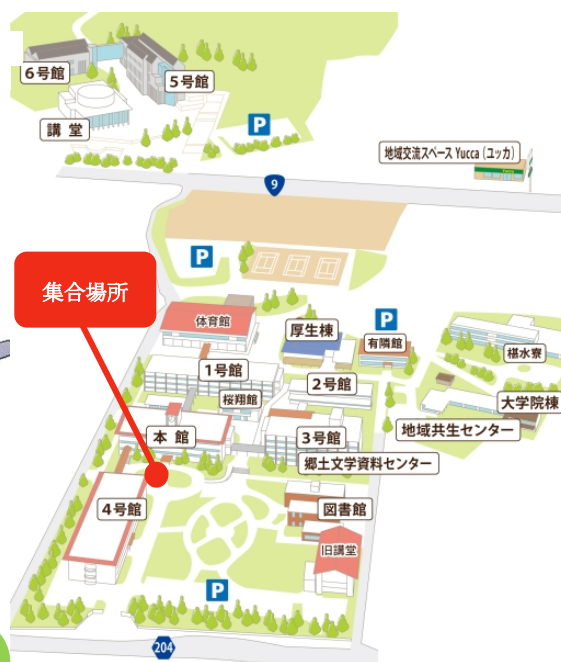 6号館
5号館
講 堂
P
地域交流スペース Yucca (ユッカ)
Yucca
9
P
集合場所
体育館
厚生棟
P
有隣館
椹水寮
1号館
2号館
桜翔館
大学院棟
本 館
3号館
地域共生センター
郷土文学資料センター
4号館
図書館
旧講堂
P
204